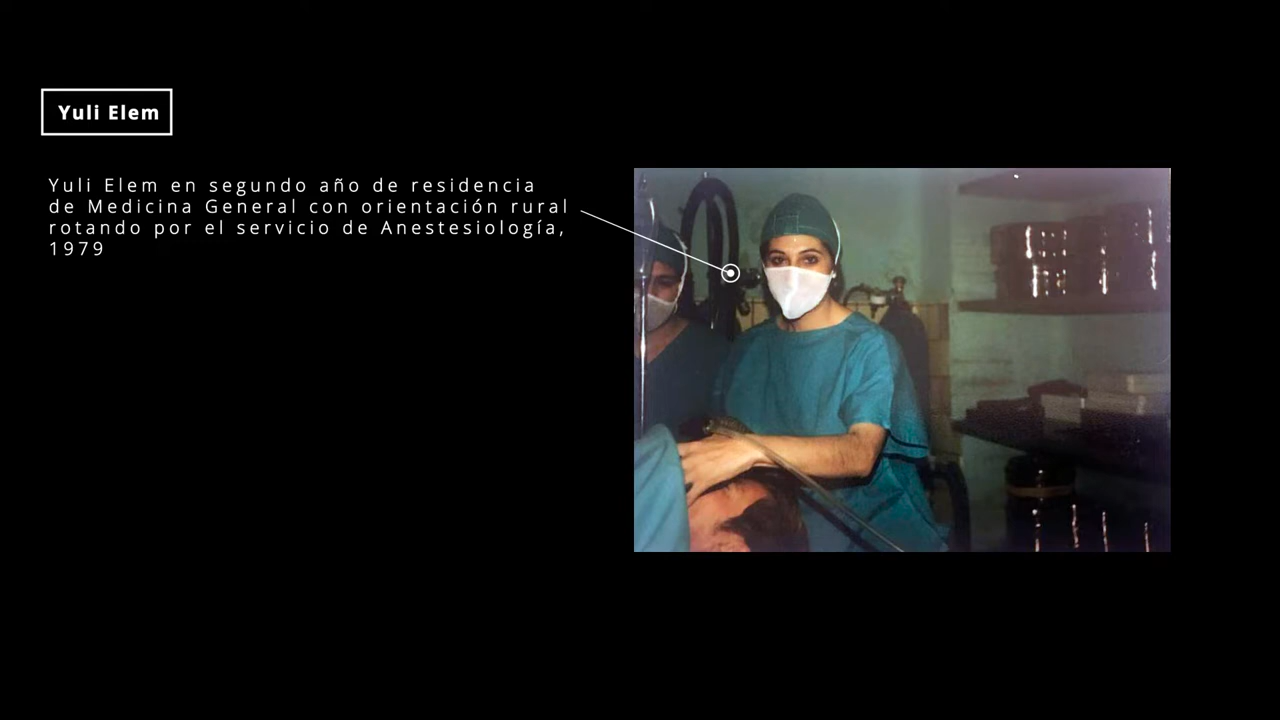 Yuli Elem
Yuli Elem en segundo año de residencia
de Medicina General con orientación rural
rotando por el servicio de Anestesiología,
1979